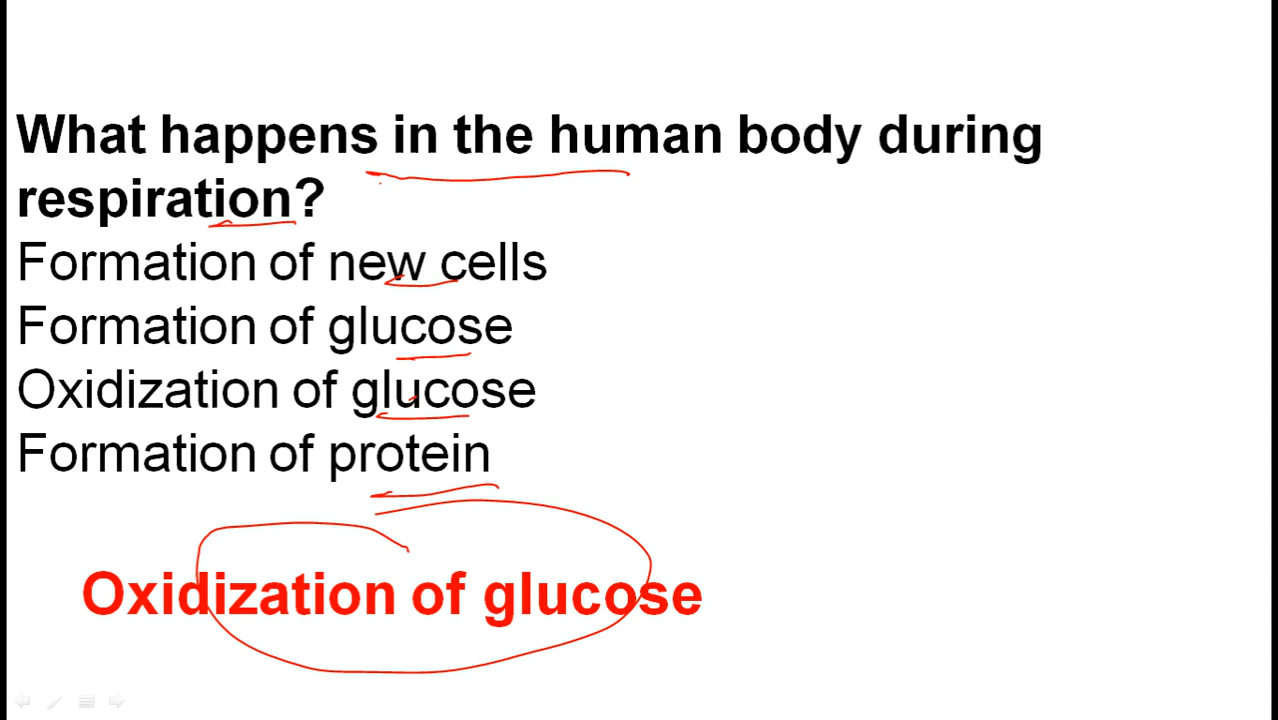 What happens in the human body during
respiration?
Formation of new cells
Formation of glucose
Oxidization of glucose
Formation of protein
Oxidization of glucose